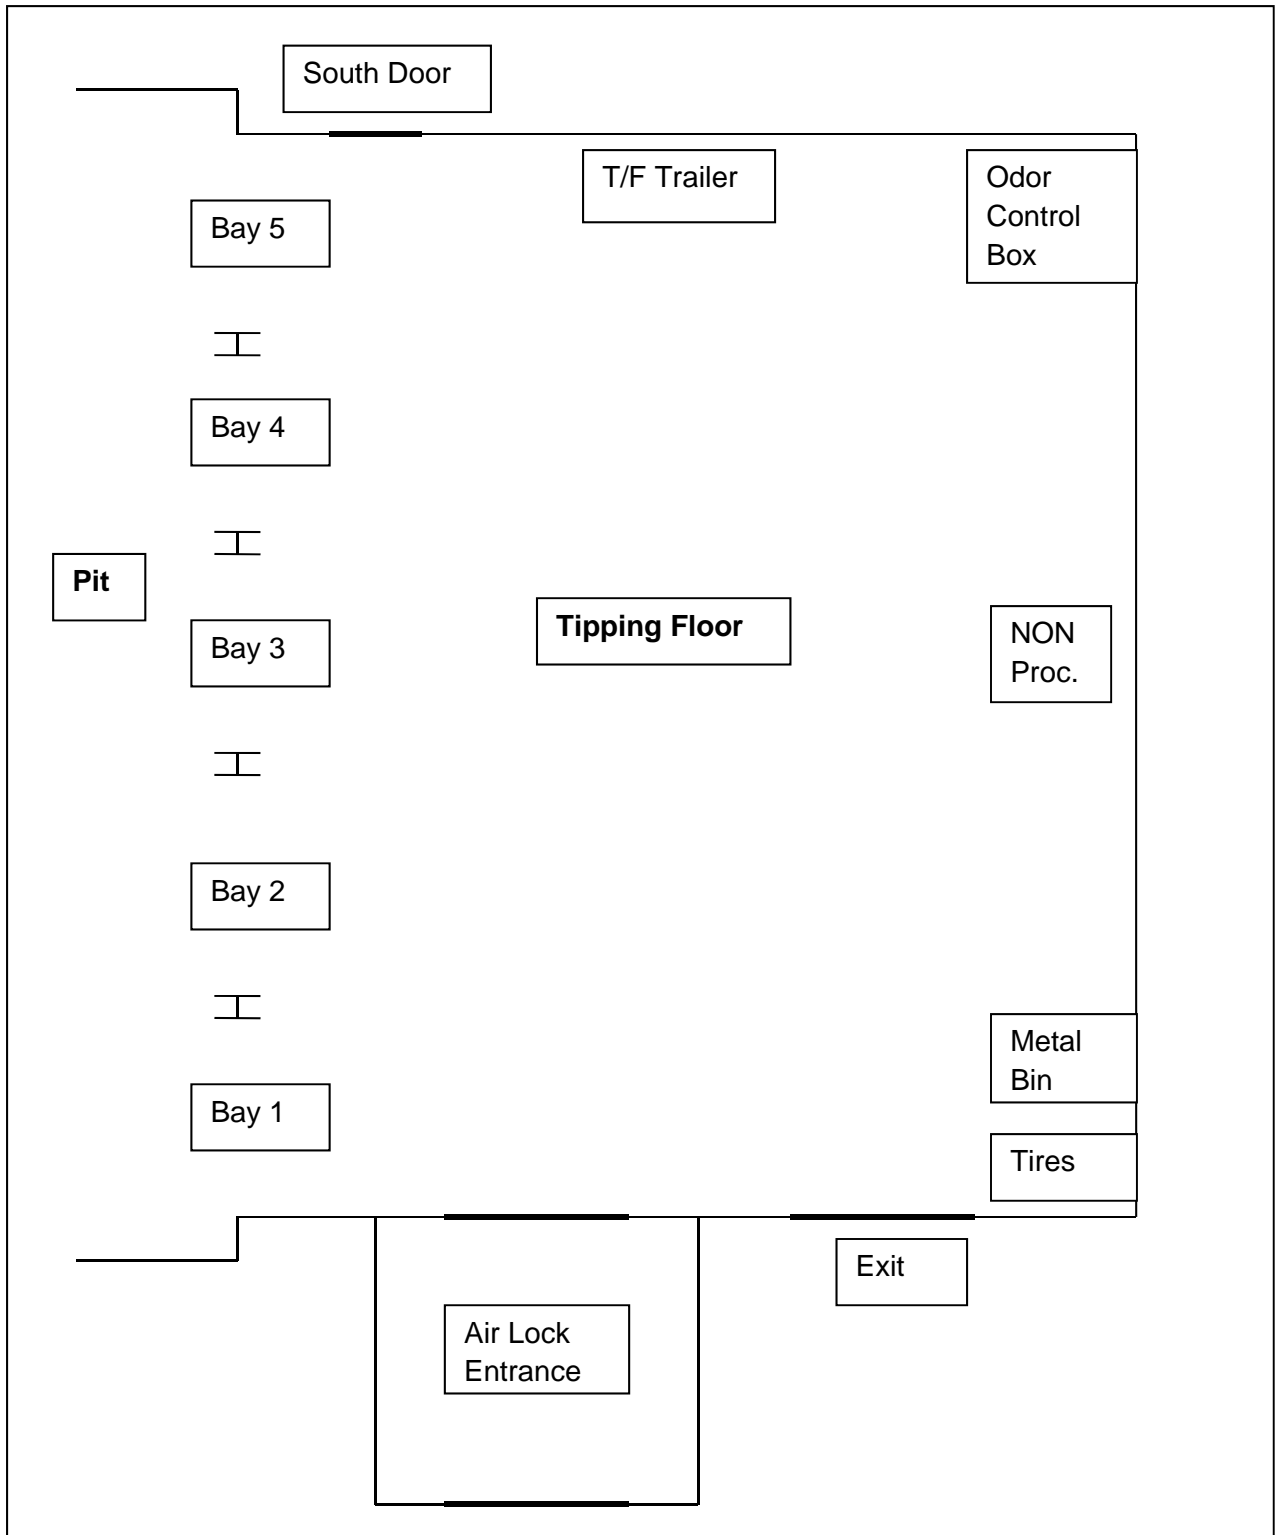 South Door
T/F Trailer
Odor
Control
Box
Bay 5
Bay 4
Pit
Tipping Floor
NON
Proc.
Bay 3
Bay 2
Metal
Bin
Bay 1
Tires
Exit
Air Lock
Entrance